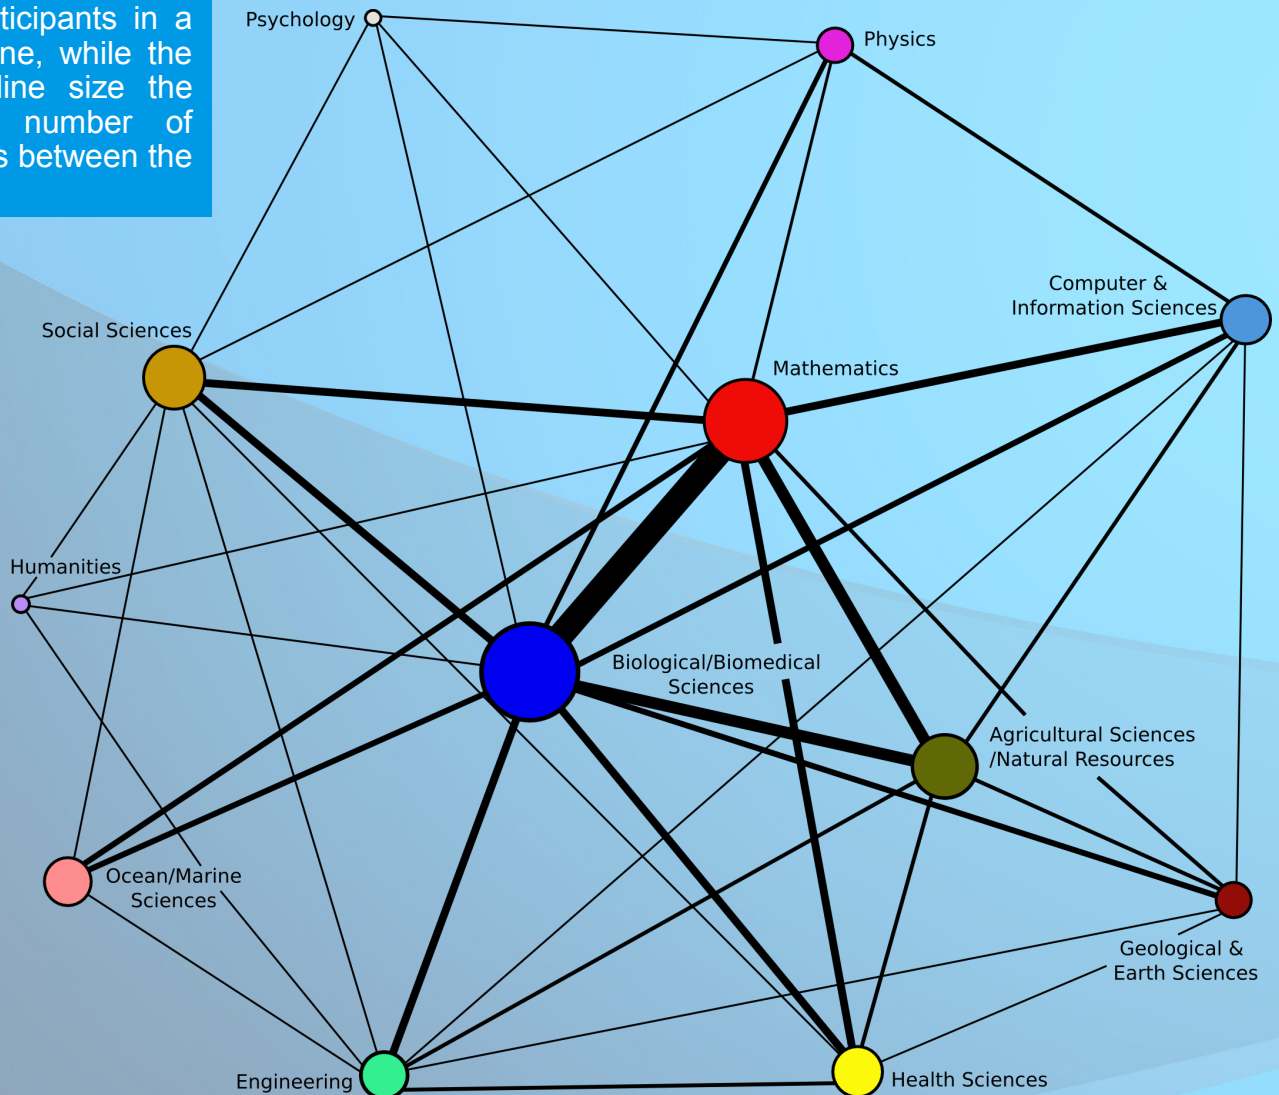 ticipants in a
ne, while the
line size the
number of
s between the
Psychology
Physics
Computer &
Information Sciences
Social Sciences
Mathematics
Humanities
Biological/Biomedical
Sciences
Agricultural Sciences
/Natural Resources
Ocean/Marine
Sciences
Geological &
Earth Sciences
Engineering
Health Sciences